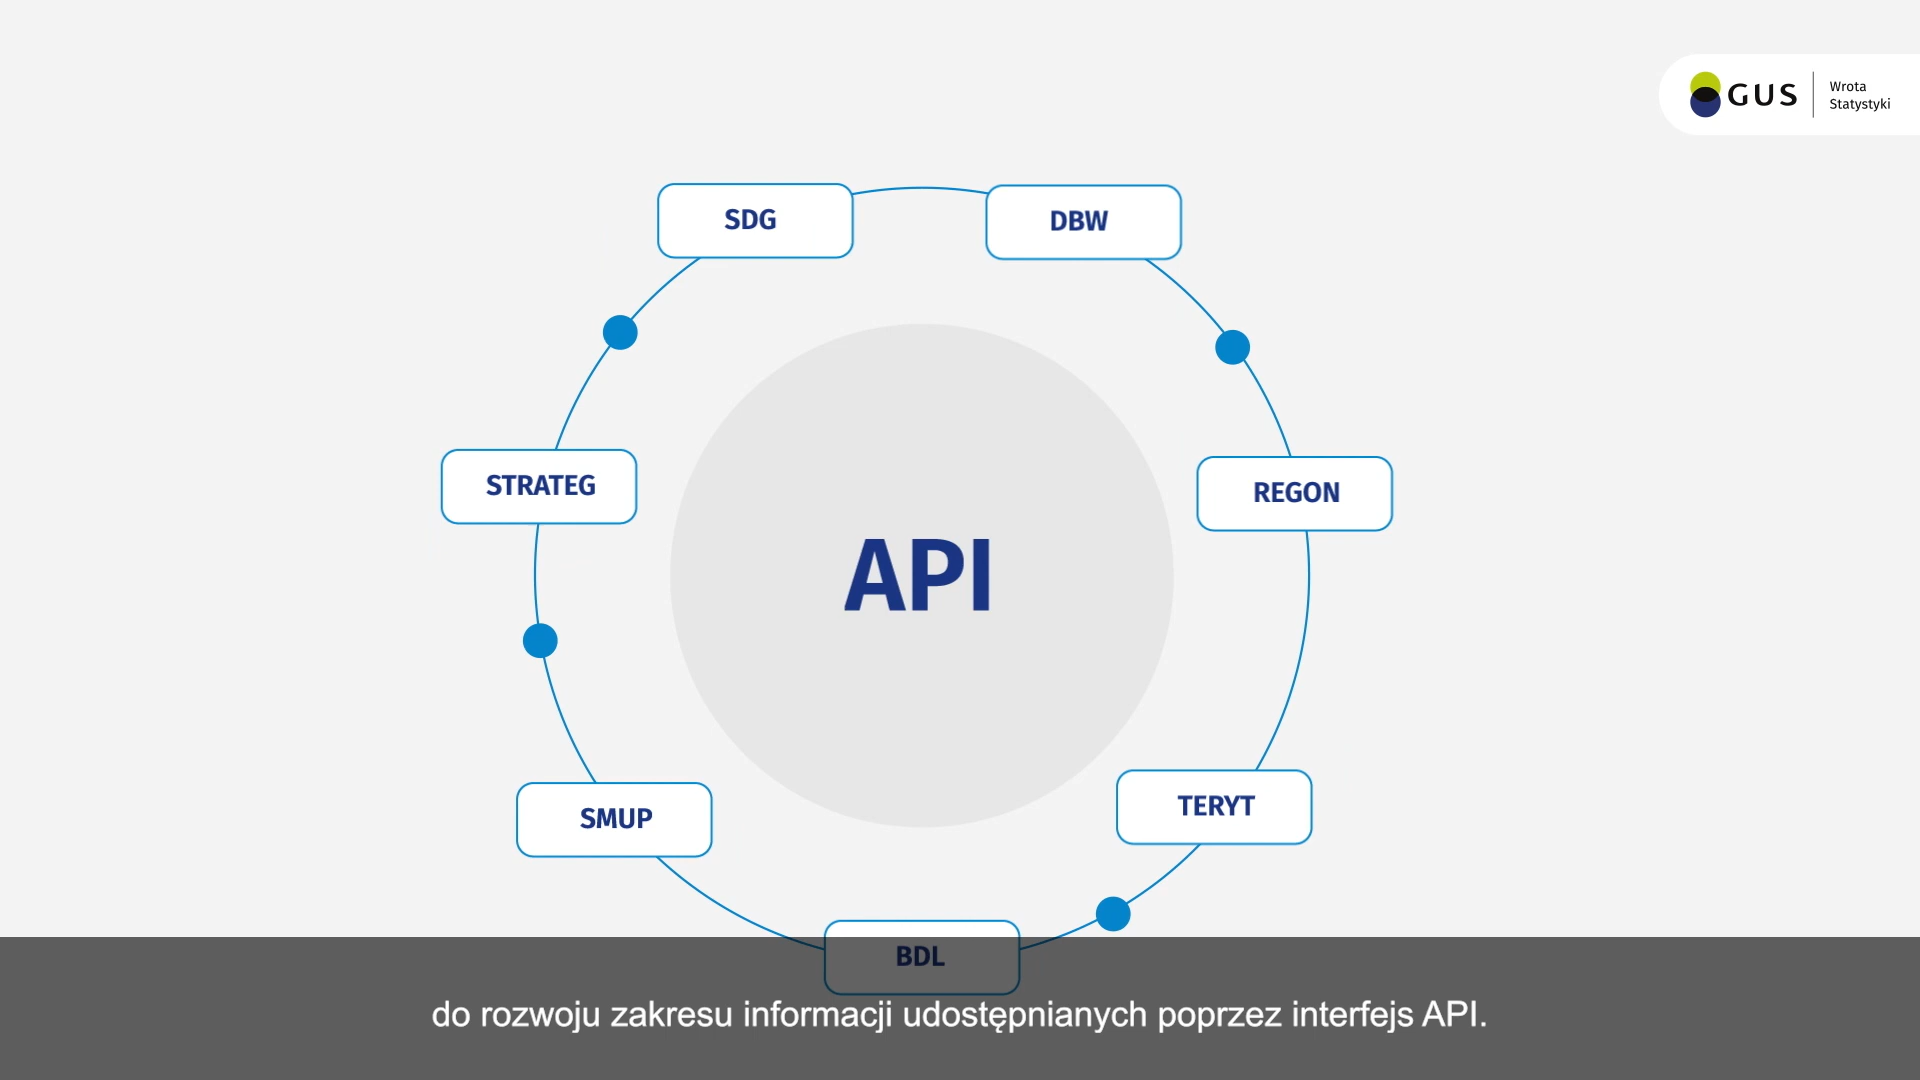 GUS
Wrota
Statystyki
SDG
DBW
STRATEG
REGON
API
SMUP
TERYT
BDL
do rozwoju zakresu informacji udostępnianych poprzez interfejs API.